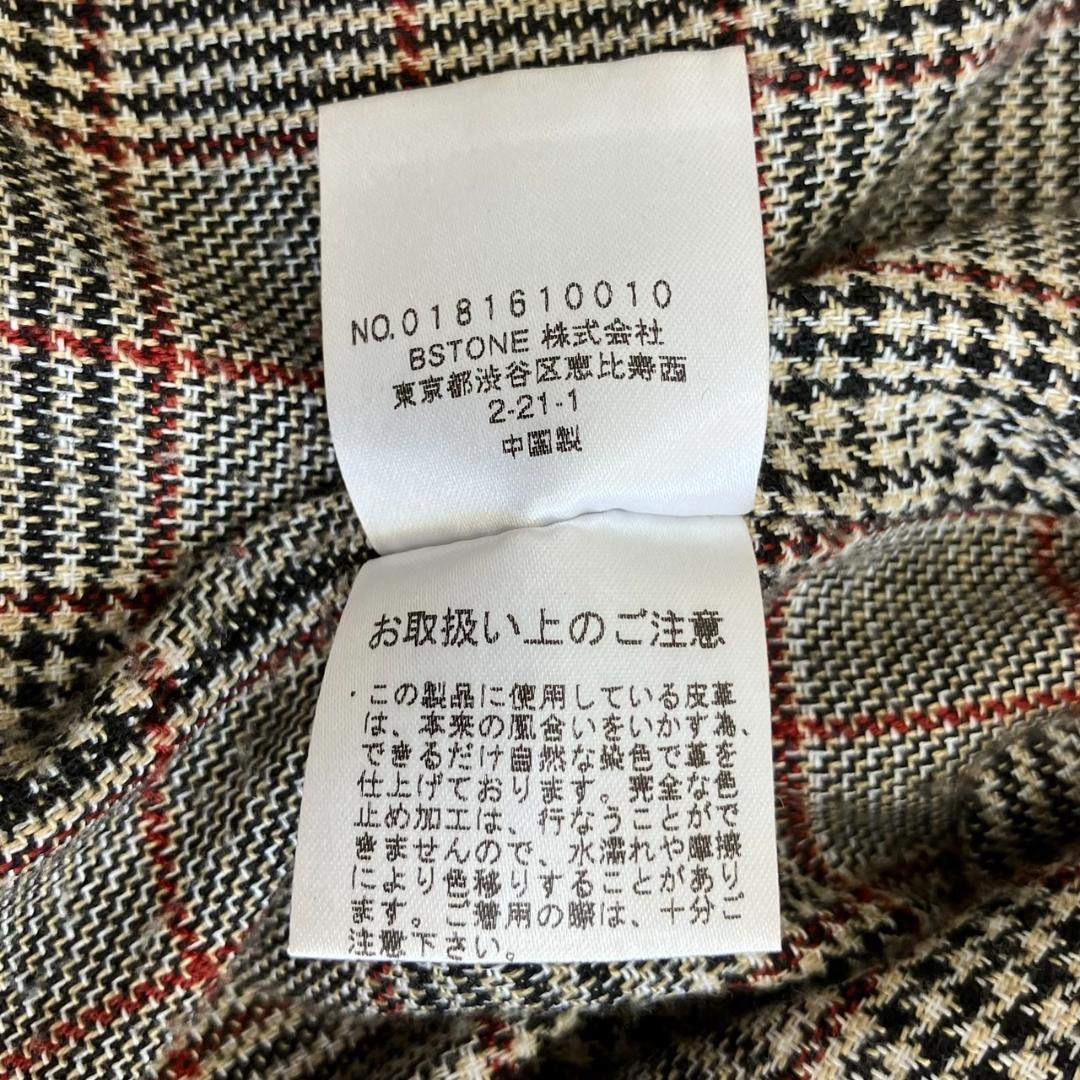 NO.0181610010
BSTONE 株式会社
東京都渋谷区恵比寿西
2-21-1
中国製
お取扱い上のご注意
・この製品に使用している皮革
は、本来の風合いをいかす為、
できるだけ自然な染色で革を
仕上げております。完全な色
止め加工は、行なうことがで
きませんので、水濡れや摩擦
により色移りすることがあり
ます。ご着用の際は、十分ご
注意下さい。